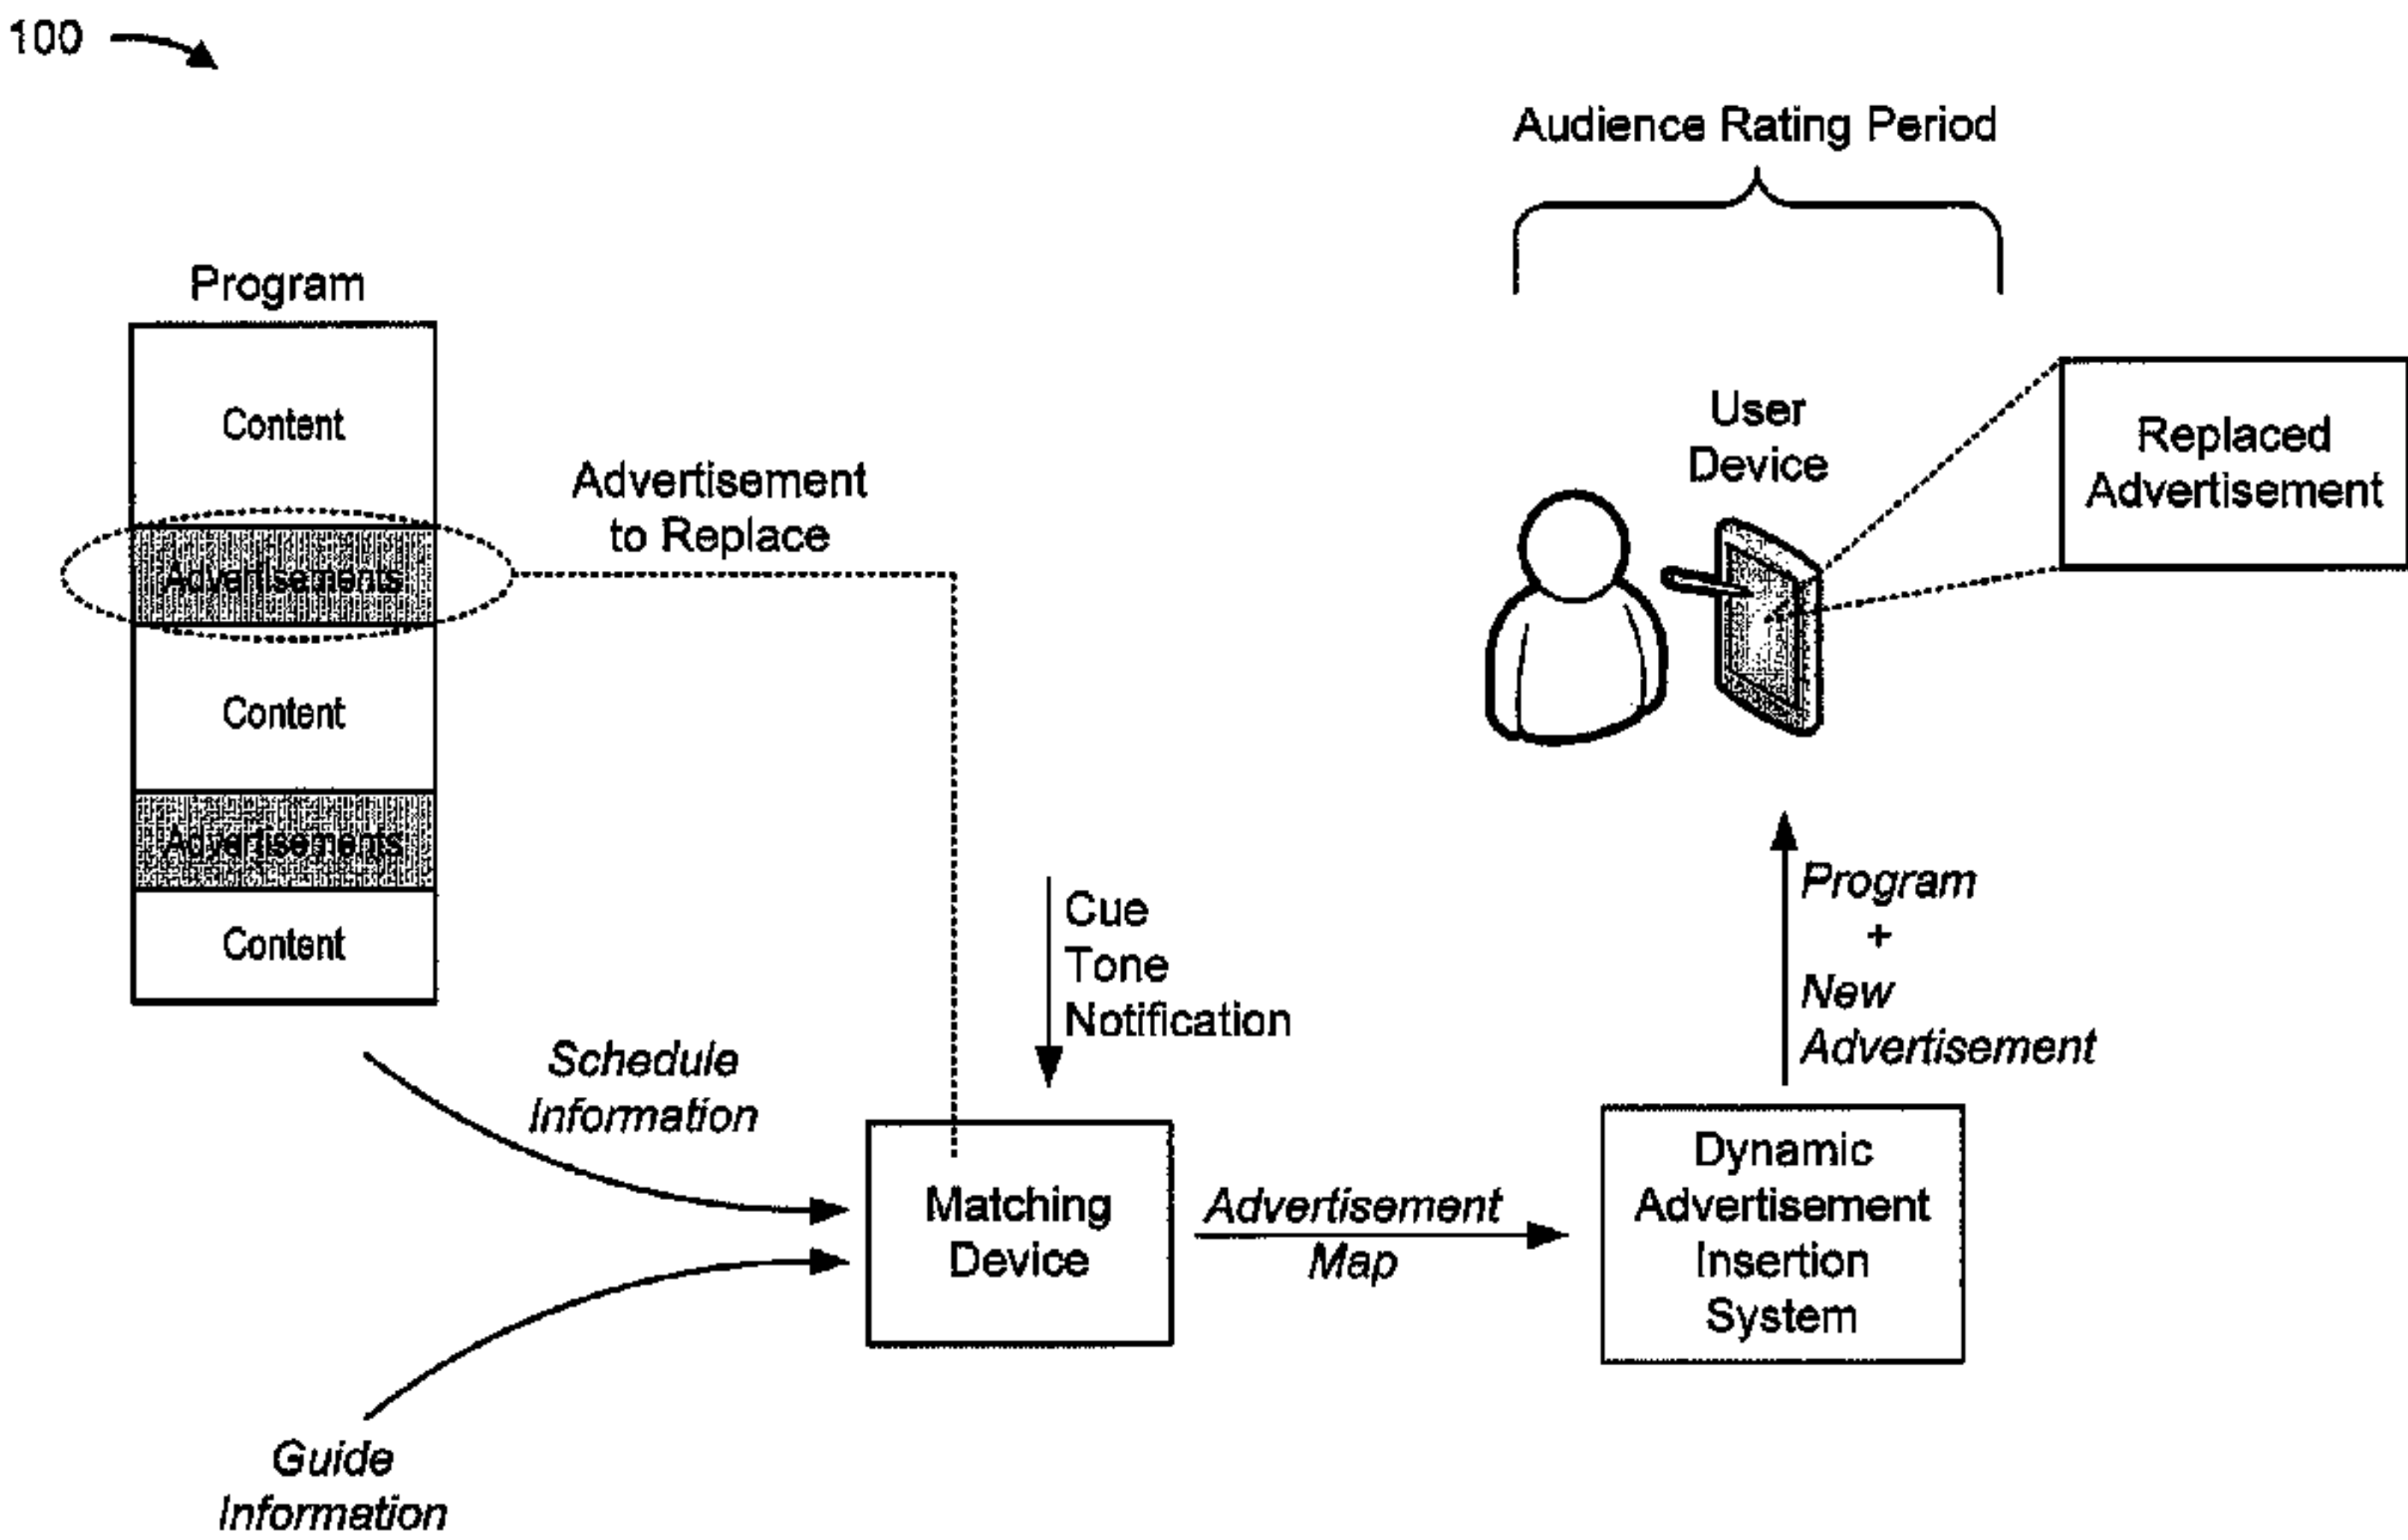 100
Audience Rating Period
Program
Content
Advertisements
Content
Advertisements
Content
Advertisement
to Replace
User
Device
Replaced
Advertisement
Cue
Tone
Notification
Program
+
New
Advertisement
Schedule
Information
Matching
Device
Advertisement
Map
Dynamic
Advertisement
Insertion
System
Guide
Information